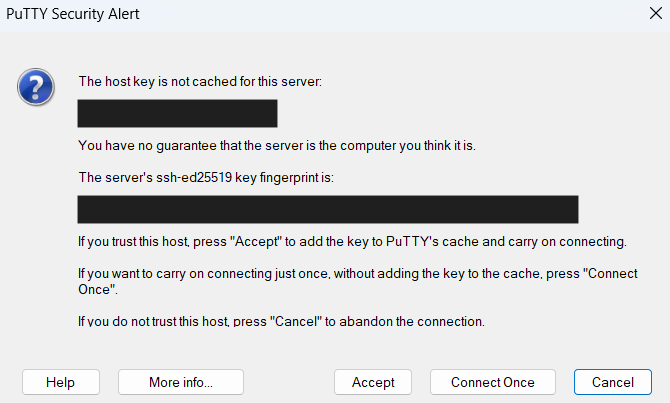 PuTTY Security Alert
The host key is not cached for this server:
You have no guarantee that the server is the computer you think it is.
The server's ssh-ed25519 key fingerprint is:
If you trust this host, press "Accept" to add the key to PuTTY's cache and carry on connecting.
If you want to carry on connecting just once, without adding the key to the cache, press "Connect
Once".
If you do not trust this host, press "Cancel" to abandon the connection.
Help More info... Accept Connect Once Cancel